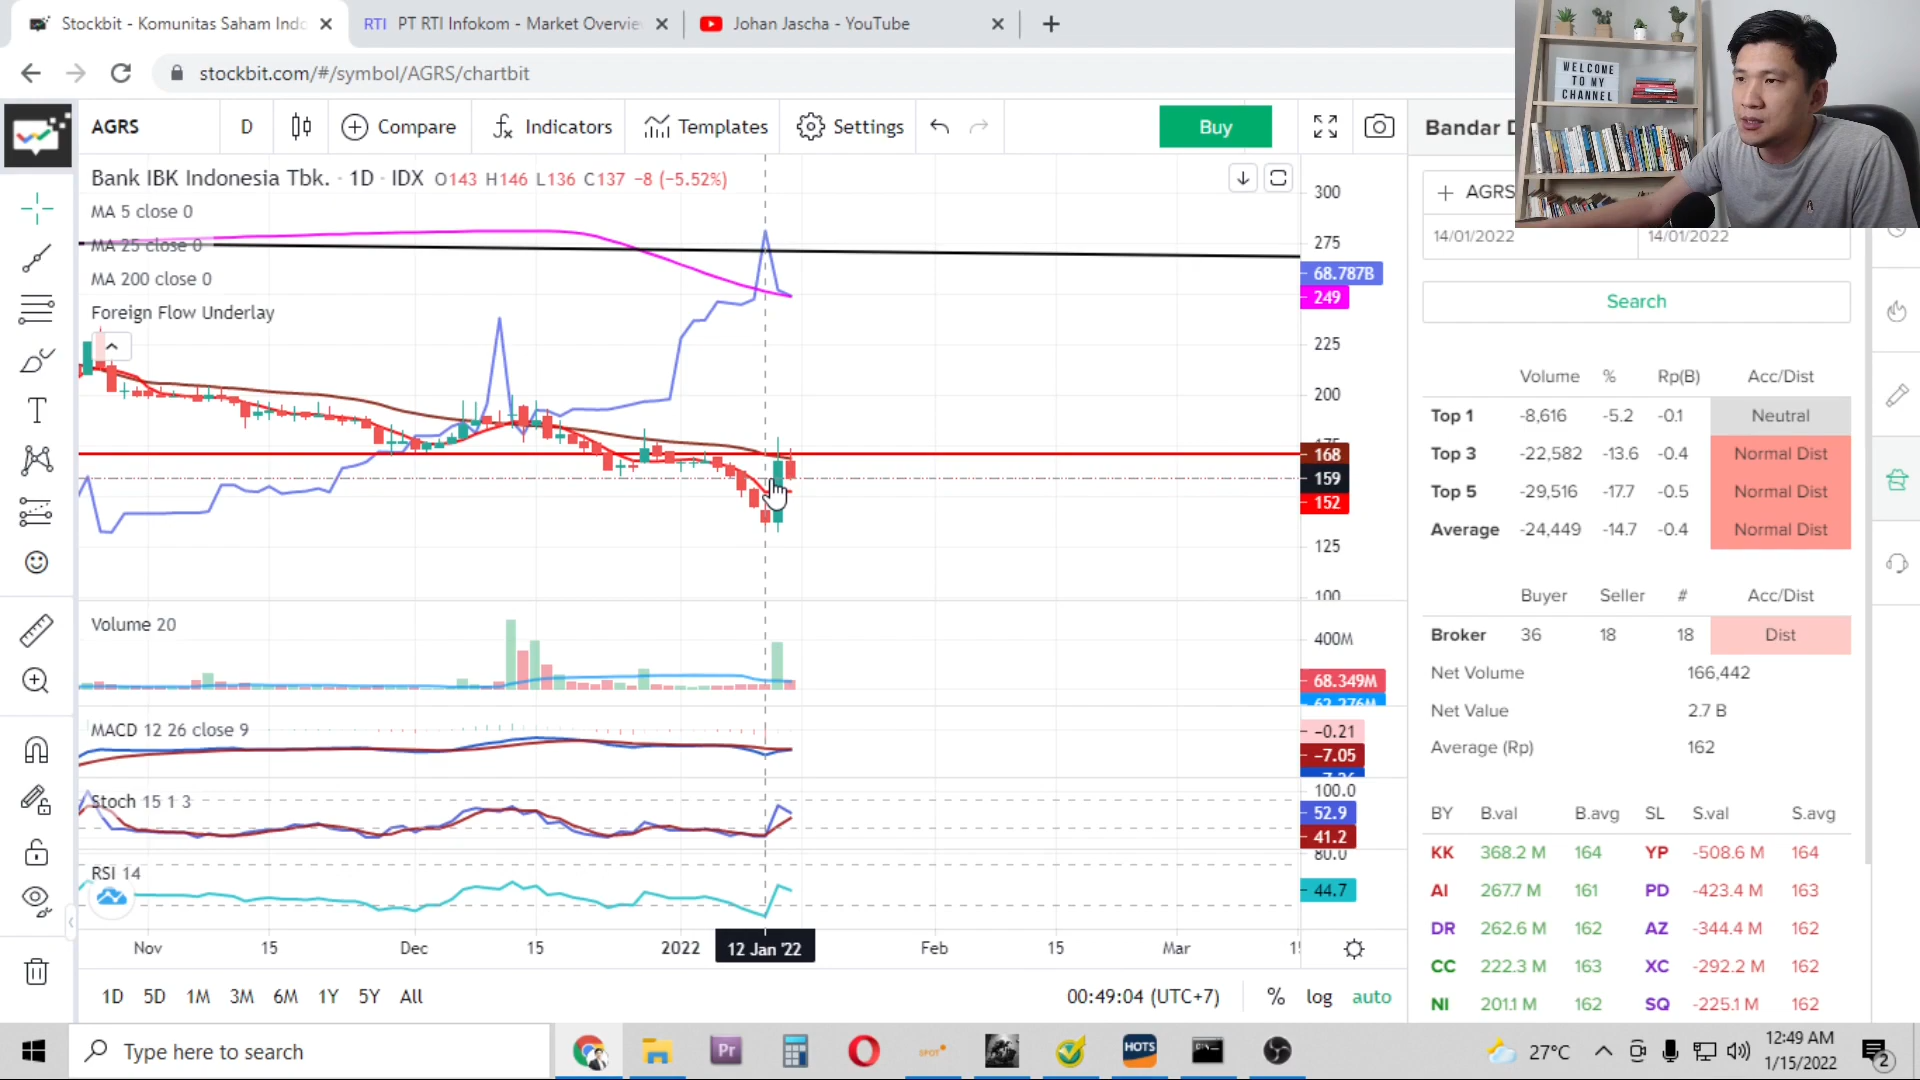 Stockbit - Komunitas Saham Indo
RTI PT RTI Infokom - Market Overvie
Johan Jascha - YouTube
stockbit.com/#/symbol/AGRS/chartbit
AGRS D Compare Indicators Templates Settings Buy
WELCOME
TO MY
CHANNEL
Bandar D
Bank IBK Indonesia Tbk. · 1D · IDX O143 H146 L136 C137 −8 (−5.52%)
MA 5 close 0
MA 25 close 0
MA 200 close 0
Foreign Flow Underlay
300
275
68.787B
249
225
200
175
168
159
152
125
100
Volume 20
400M
68.349M
62.276M
MACD 12 26 close 9
−0.21
−7.05
Stoch 15 1 3
100.0
52.9
41.2
80.0
RSI 14
44.7
Nov 15 Dec 15 2022 12 Jan '22 Feb 15 Mar
1D 5D 1M 3M 6M 1Y 5Y All
00:49:04 (UTC+7) % log auto
AGRS
14/01/2022 14/01/2022
Search
Volume % Rp(B) Acc/Dist
Top 1 -8,616 -5.2 -0.1 Neutral
Top 3 -22,582 -13.6 -0.4 Normal Dist
Top 5 -29,516 -17.7 -0.5 Normal Dist
Average -24,449 -14.7 -0.4 Normal Dist
Buyer Seller # Acc/Dist
Broker 36 18 18 Dist
Net Volume 166,442
Net Value 2.7 B
Average (Rp) 162
BY B.val B.avg SL S.val S.avg
KK 368.2 M 164 YP -508.6 M 164
AI 267.7 M 161 PD -423.4 M 163
DR 262.6 M 162 AZ -344.4 M 162
CC 222.3 M 163 XC -292.2 M 162
NI 201.1 M 162 SQ -225.1 M 162
Type here to search
Pr
SPOT
HOTS
27°C
12:49 AM
1/15/2022
2